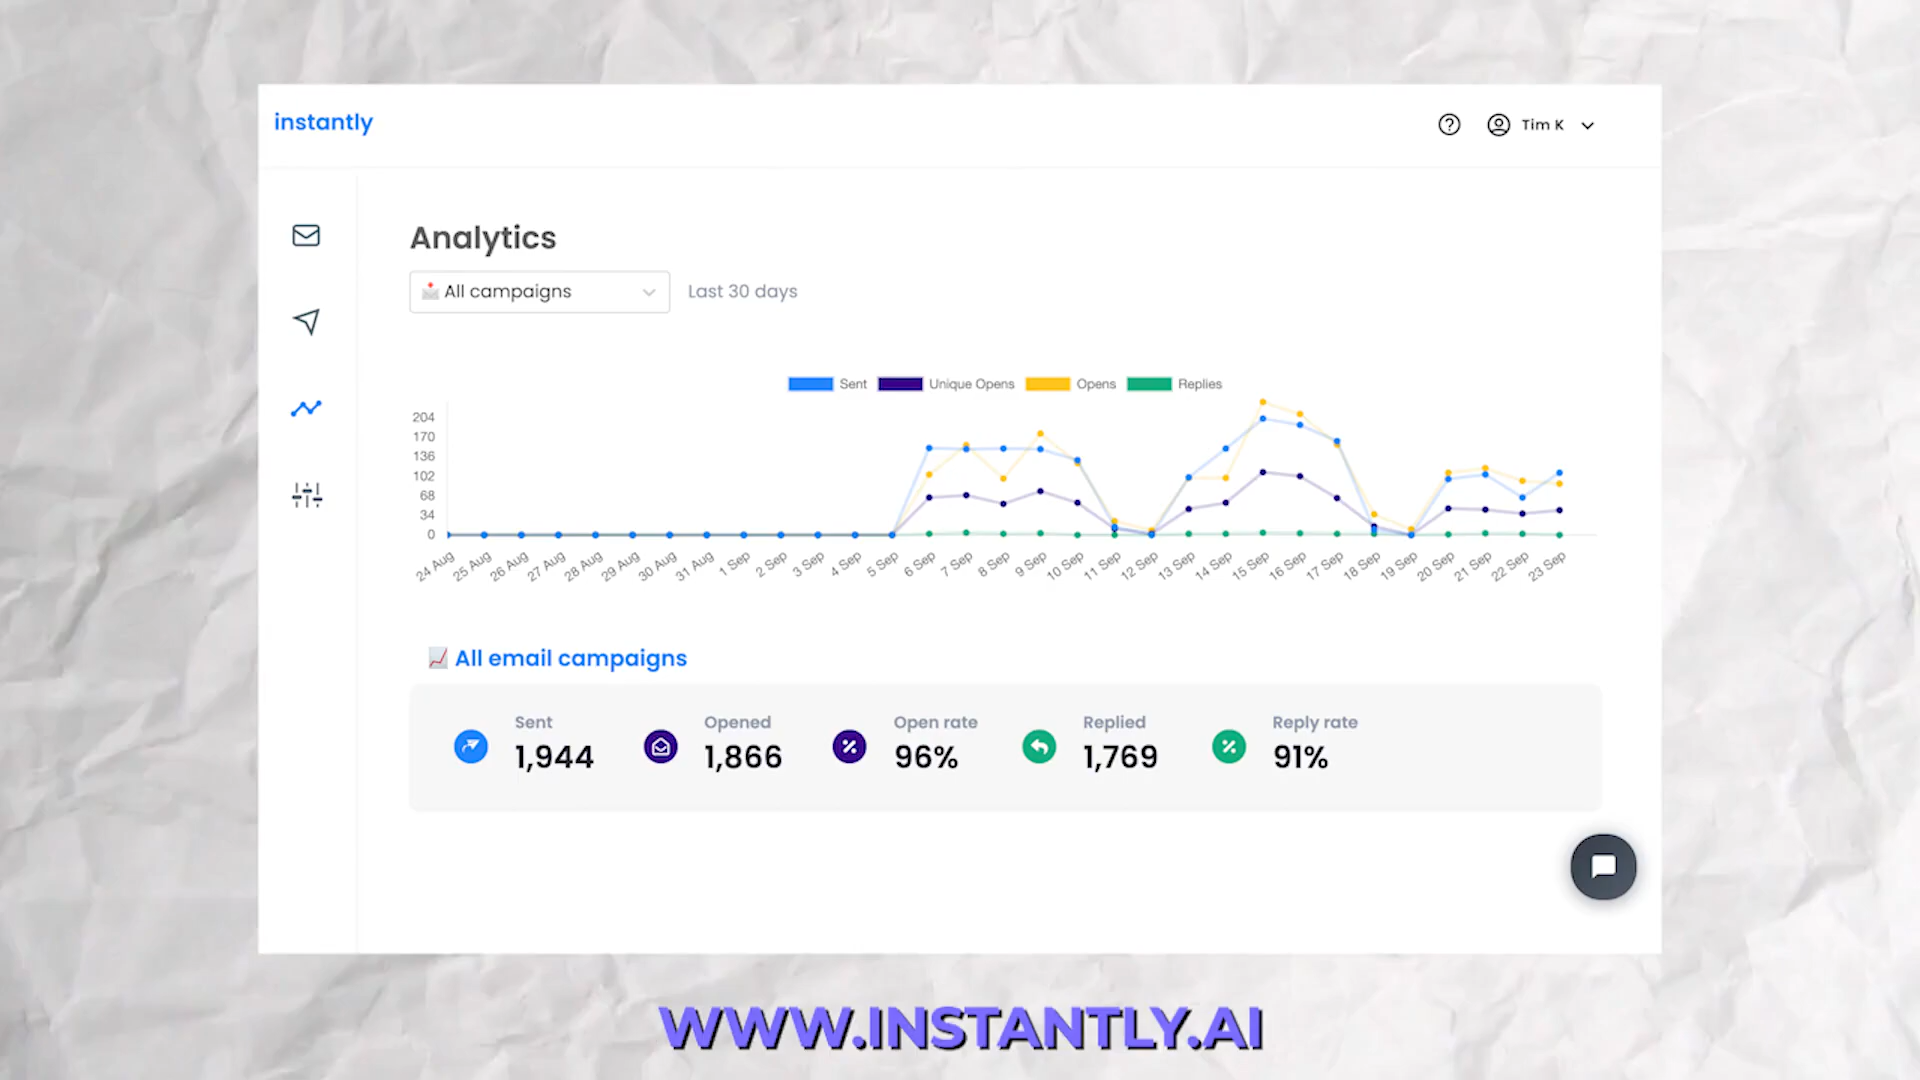 instantly
Tim K
Analytics
All campaigns
Last 30 days
Sent Unique Opens Opens Replies
204
170
136
102
68
34
0
24 Aug 25 Aug 26 Aug 27 Aug 28 Aug 29 Aug 30 Aug 31 Aug 1 Sep 2 Sep 3 Sep 4 Sep 5 Sep 6 Sep 7 Sep 8 Sep 9 Sep 10 Sep 11 Sep 12 Sep 13 Sep 14 Sep 15 Sep 16 Sep 17 Sep 18 Sep 19 Sep 20 Sep 21 Sep 22 Sep 23 Sep
All email campaigns
Sent Opened Open rate Replied Reply rate
1,944 1,866 96% 1,769 91%
WWW.INSTANTLY.AI